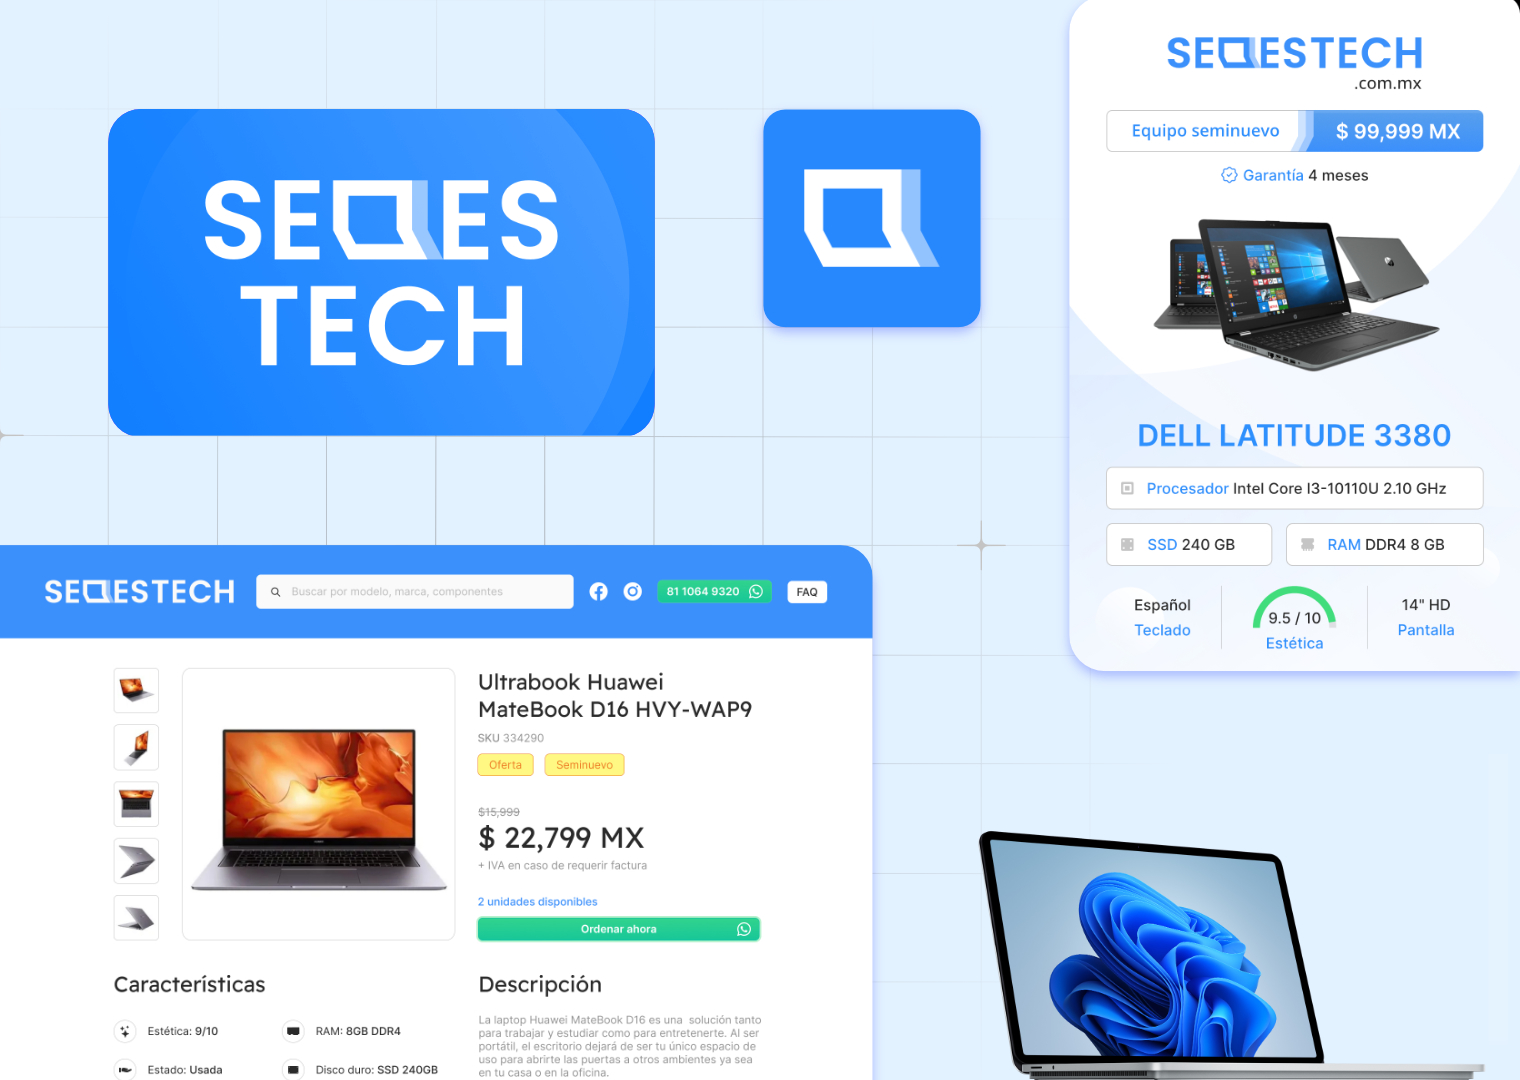 SEQES
TECH
SEQESTECH
.com.mx
Equipo seminuevo
$ 99,999 MX
Garantía 4 meses
DELL LATITUDE 3380
Procesador Intel Core I3-10110U 2.10 GHz
SSD 240 GB
RAM DDR4 8 GB
Español
Teclado
9.5 / 10
Estética
14" HD
Pantalla
SEQESTECH
Buscar por modelo, marca, componentes
81 1064 9320
FAQ
Ultrabook Huawei
MateBook D16 HVY-WAP9
SKU 334290
Oferta
Seminuevo
$15,999
$ 22,799 MX
+ IVA en caso de requerir factura
2 unidades disponibles
Ordenar ahora
Características
Estética: 9/10
RAM: 8GB DDR4
Estado: Usada
Disco duro: SSD 240GB
Descripción
La laptop Huawei MateBook D16 es una solución tanto
para trabajar y estudiar como para entretenerte. Al ser
portátil, el escritorio dejará de ser tu único espacio de
uso para abrirte las puertas a otros ambientes ya sea
en tu casa o en la oficina.